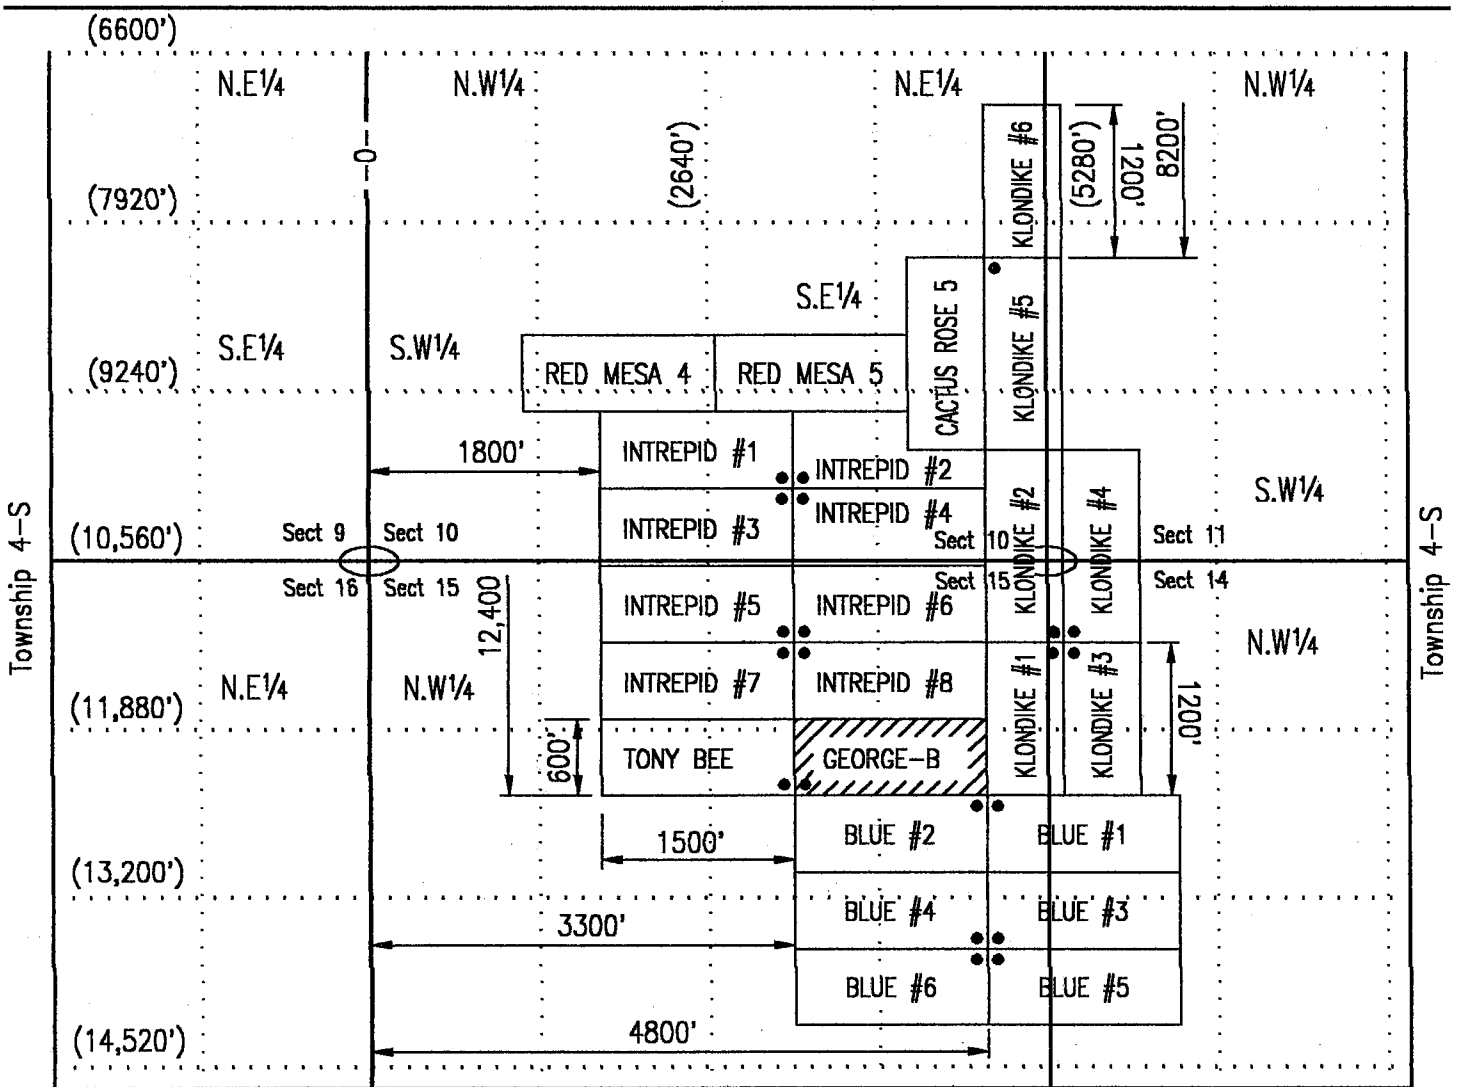 (6600')
N.E¼
N.W¼
N.E¼
N.W¼
-0-
(2640')
KLONDIKE #6
(5280')
1200'
8200'
(7920')
S.E¼
CACTUS ROSE 5
KLONDIKE #5
S.E¼
S.W¼
(9240')
RED MESA 4
RED MESA 5
1800'
INTREPID #1
INTREPID #2
KLONDIKE #2
KLONDIKE #4
S.W¼
Township 4-S
(10,560')
Sect 9
Sect 10
INTREPID #3
INTREPID #4
Sect 10
Sect 11
Township 4-S
Sect 16
Sect 15
Sect 15
Sect 14
12,400
INTREPID #5
INTREPID #6
N.W¼
N.E¼
N.W¼
INTREPID #7
INTREPID #8
KLONDIKE #1
KLONDIKE #3
1200'
(11,880')
600'
TONY BEE
GEORGE-B
1500'
BLUE #2
BLUE #1
(13,200')
3300'
BLUE #4
BLUE #3
BLUE #6
BLUE #5
4800'
(14,520')